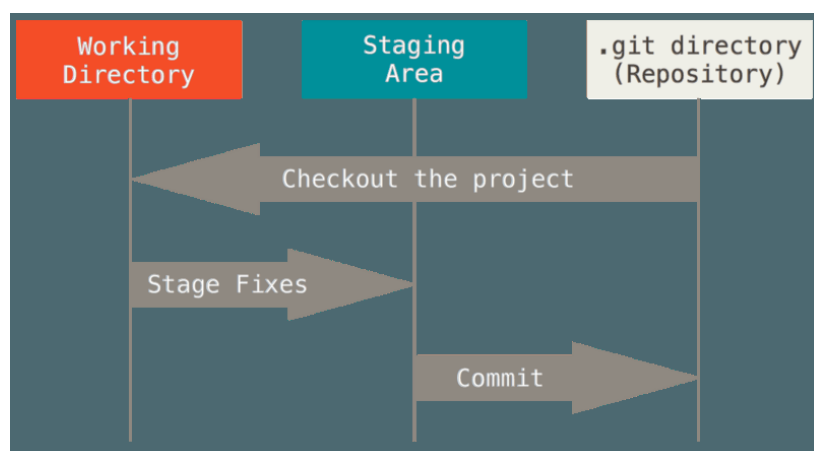 Working
Directory
Staging
Area
.git directory
(Repository)
Checkout the project
Stage Fixes
Commit